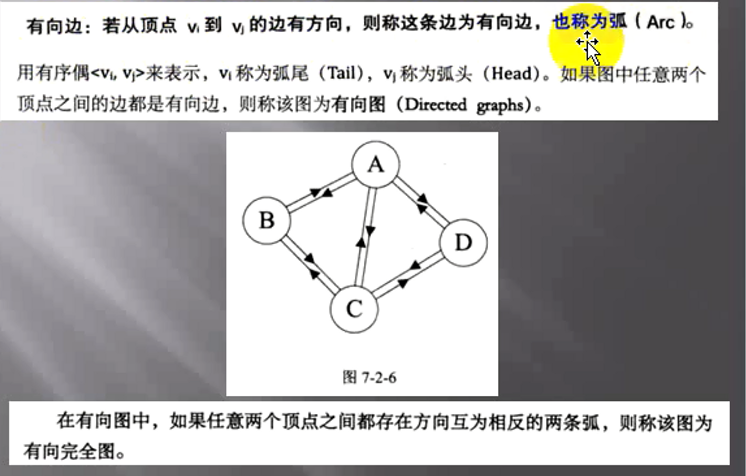 有向边：若从顶点 vi 到 vj 的边有方向，则称这条边为有向边，也称为弧（Arc）。
用有序偶<vi, vj>来表示，vi 称为弧尾（Tail），vj 称为弧头（Head）。如果图中任意两个
顶点之间的边都是有向边，则称该图为有向图（Directed graphs）。
A
B
D
C
图 7-2-6
在有向图中，如果任意两个顶点之间都存在方向互为相反的两条弧，则称该图为
有向完全图。